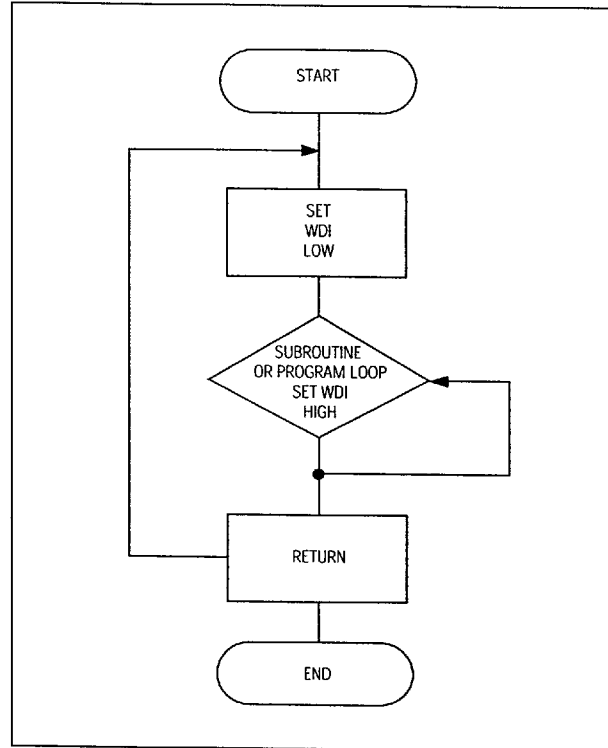 START
SET
WDI
LOW
SUBROUTINE
OR PROGRAM LOOP
SET WDI
HIGH
RETURN
END